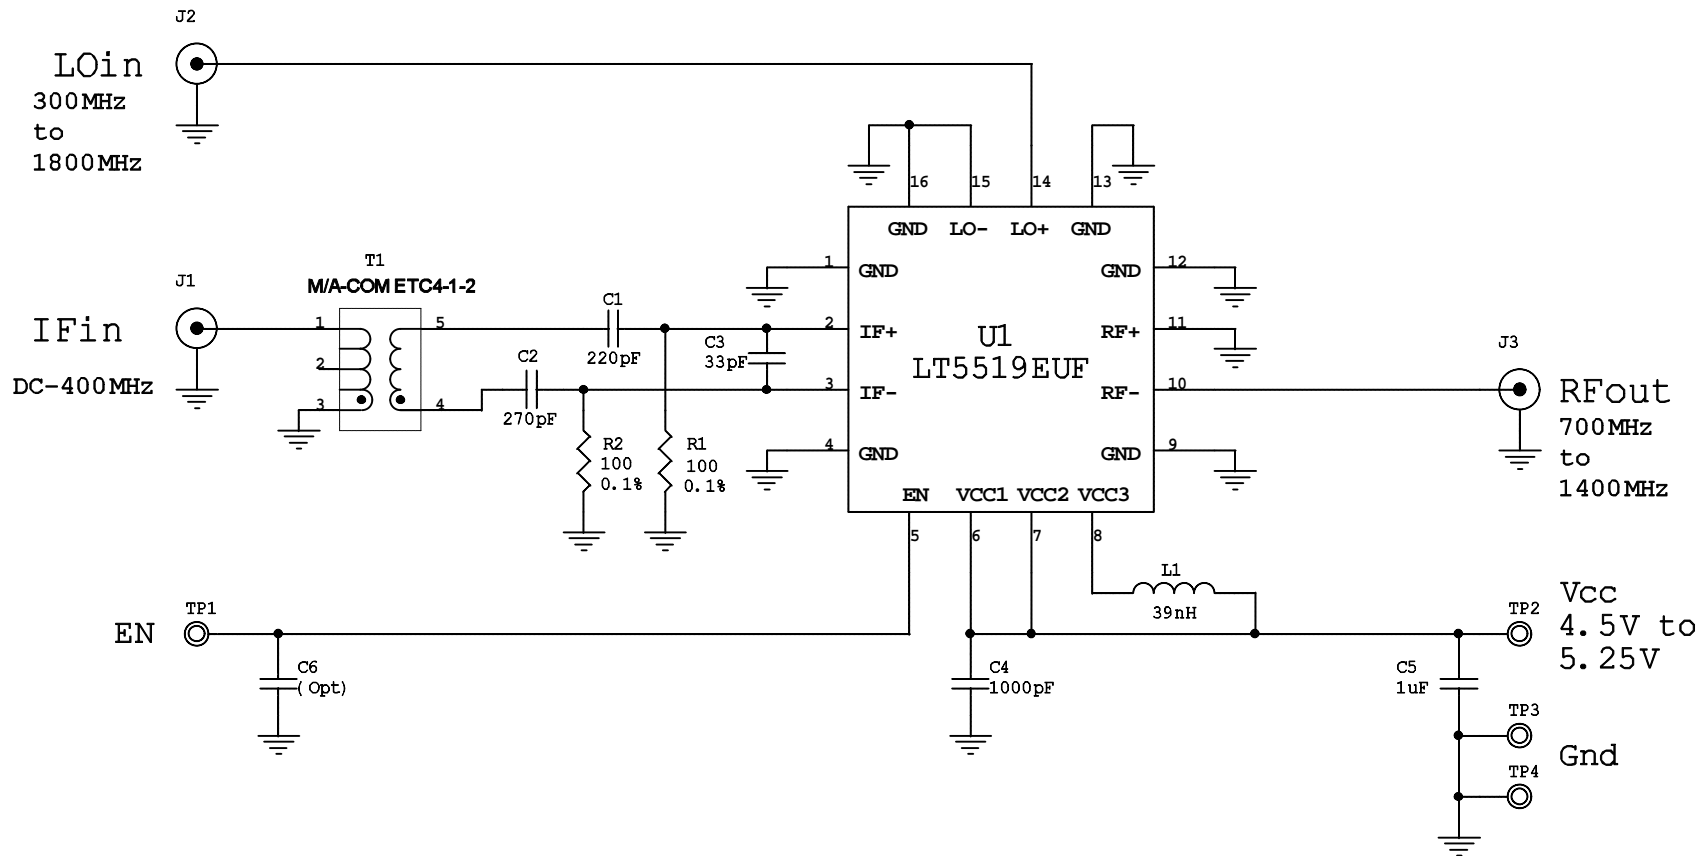 J2
LOin
300MHz
to
1800MHz
16
15
14
13
GND
LO-
LO+
GND
J1
IFin
DC-400MHz
T1
M/A-COM ETC4-1-2
1
2
3
5
4
C1
220pF
C2
270pF
C3
33pF
R2
100
0.1%
R1
100
0.1%
1
GND
2
IF+
3
IF-
4
GND
U1
LT5519EUF
12
GND
11
RF+
10
RF-
9
GND
J3
RFout
700MHz
to
1400MHz
EN
VCC1
VCC2
VCC3
5
6
7
8
L1
39nH
EN
TP1
C6
(Opt)
C4
1000pF
C5
1uF
TP2
Vcc
4.5V to
5.25V
TP3
Gnd
TP4